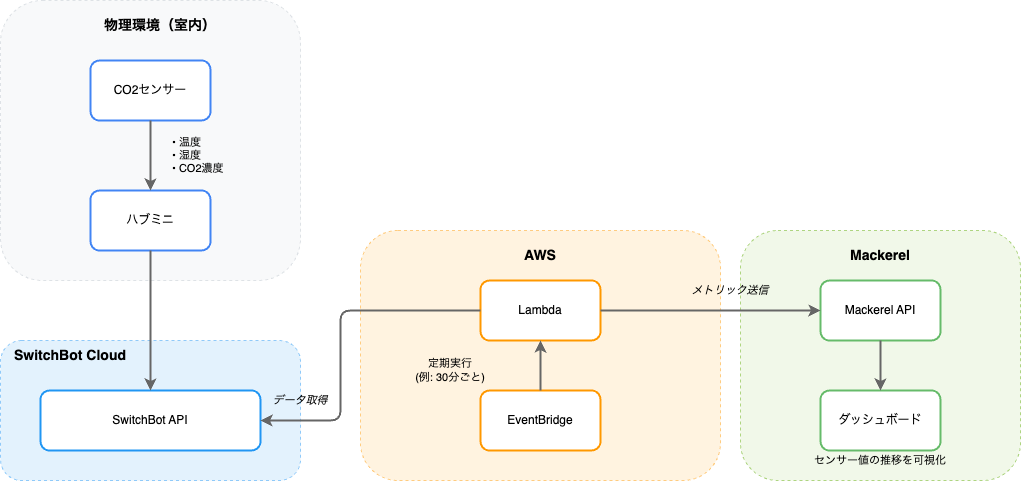 物理環境（室内）
CO2センサー
・温度
・湿度
・CO2濃度
ハブミニ
SwitchBot Cloud
SwitchBot API
データ取得
AWS
Lambda
定期実行
(例: 30分ごと)
EventBridge
メトリック送信
Mackerel
Mackerel API
ダッシュボード
センサー値の推移を可視化